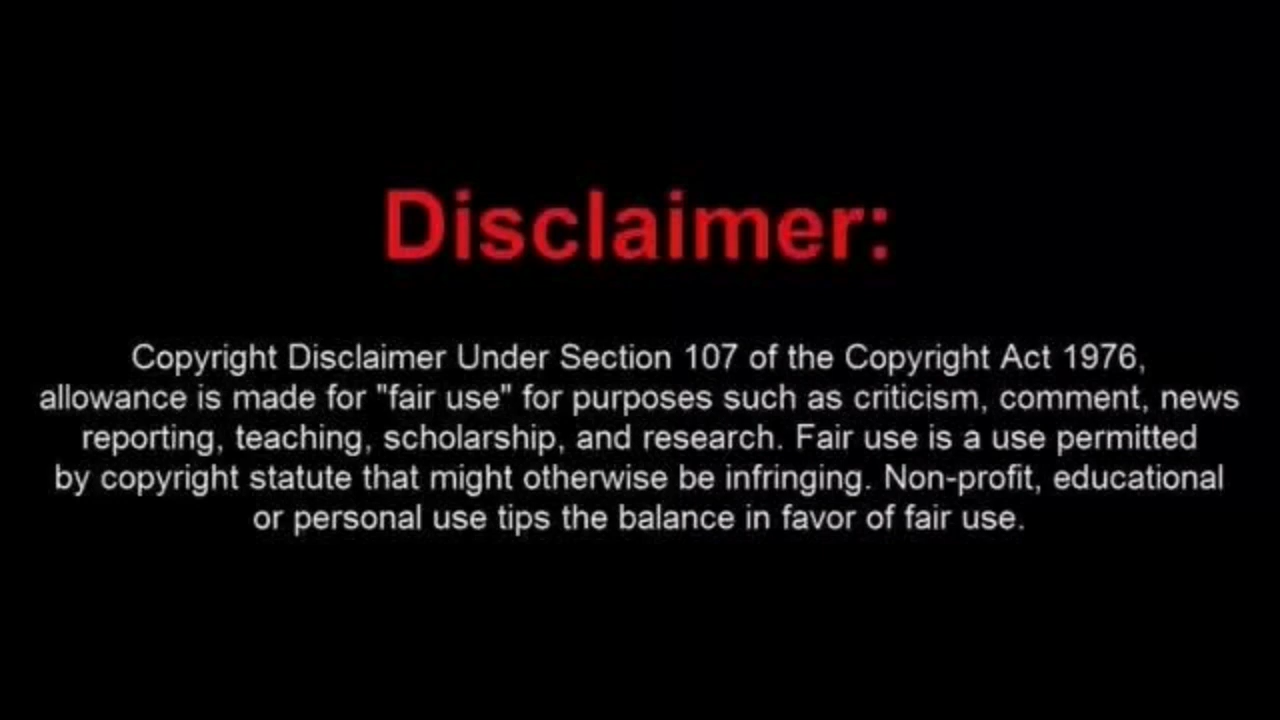 Disclaimer:
Copyright Disclaimer Under Section 107 of the Copyright Act 1976,
allowance is made for "fair use" for purposes such as criticism, comment, news
reporting, teaching, scholarship, and research. Fair use is a use permitted
by copyright statute that might otherwise be infringing. Non-profit, educational
or personal use tips the balance in favor of fair use.